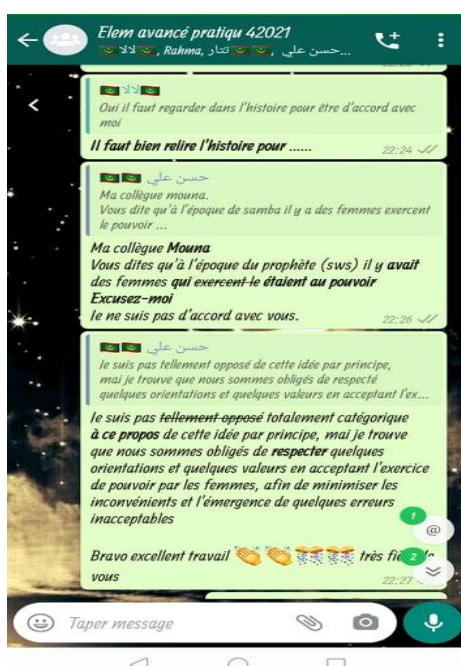 Elem avancé pratiqu 42021
لالا, Rahma, تتار, حسن علي...
لالا
Oui il faut regarder dans l'histoire pour être d'accord avec
moi
Il faut bien relire l'histoire pour ......
22:24
حسن علي
Ma collègue mouna.
Vous dite qu'à l'époque de samba il y a des femmes exercent
le pouvoir ...
Ma collègue Mouna
Vous dites qu'à l'époque du prophète (sws) il y avait
des femmes qui exercent le étaient au pouvoir
Excusez-moi
Je ne suis pas d'accord avec vous.
22:26
حسن علي
Je suis pas tellement opposé de cette idée par principe,
mai je trouve que nous sommes obligés de respecté
quelques orientations et quelques valeurs en acceptant l'ex...
Je suis pas tellement opposé totalement catégorique
à ce propos de cette idée par principe, mai je trouve
que nous sommes obligés de respecter quelques
orientations et quelques valeurs en acceptant l'exercice
de pouvoir par les femmes, afin de minimiser les
inconvénients et l'émergence de quelques erreurs
inacceptables
1
@
Bravo excellent travail 👏 👏 🎊🎊🎊 très
2
vous
22:27
Taper message